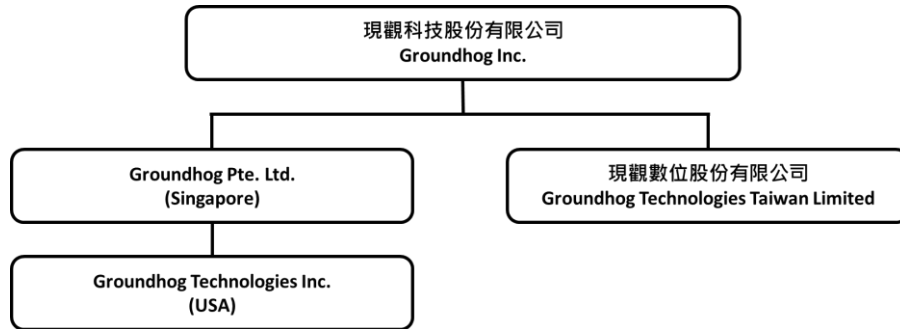 現觀科技股份有限公司
Groundhog Inc.
Groundhog Pte. Ltd.
(Singapore)
現觀數位股份有限公司
Groundhog Technologies Taiwan Limited
Groundhog Technologies Inc.
(USA)